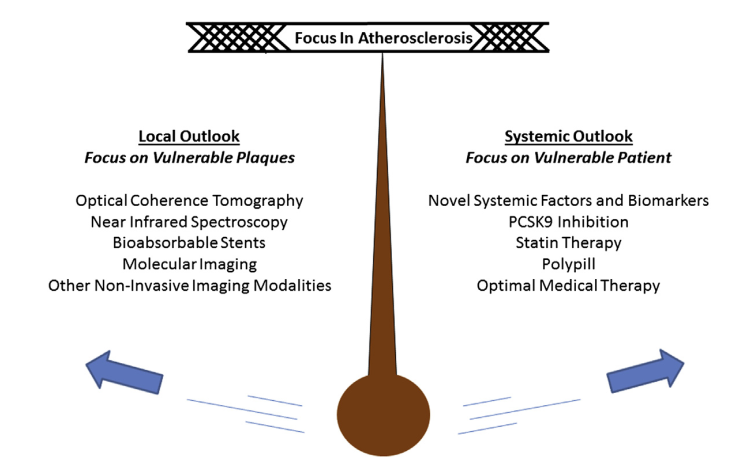 Focus In Atherosclerosis
Local Outlook
Focus on Vulnerable Plaques
Optical Coherence Tomography
Near Infrared Spectroscopy
Bioabsorbable Stents
Molecular Imaging
Other Non-Invasive Imaging Modalities
Systemic Outlook
Focus on Vulnerable Patient
Novel Systemic Factors and Biomarkers
PCSK9 Inhibition
Statin Therapy
Polypill
Optimal Medical Therapy